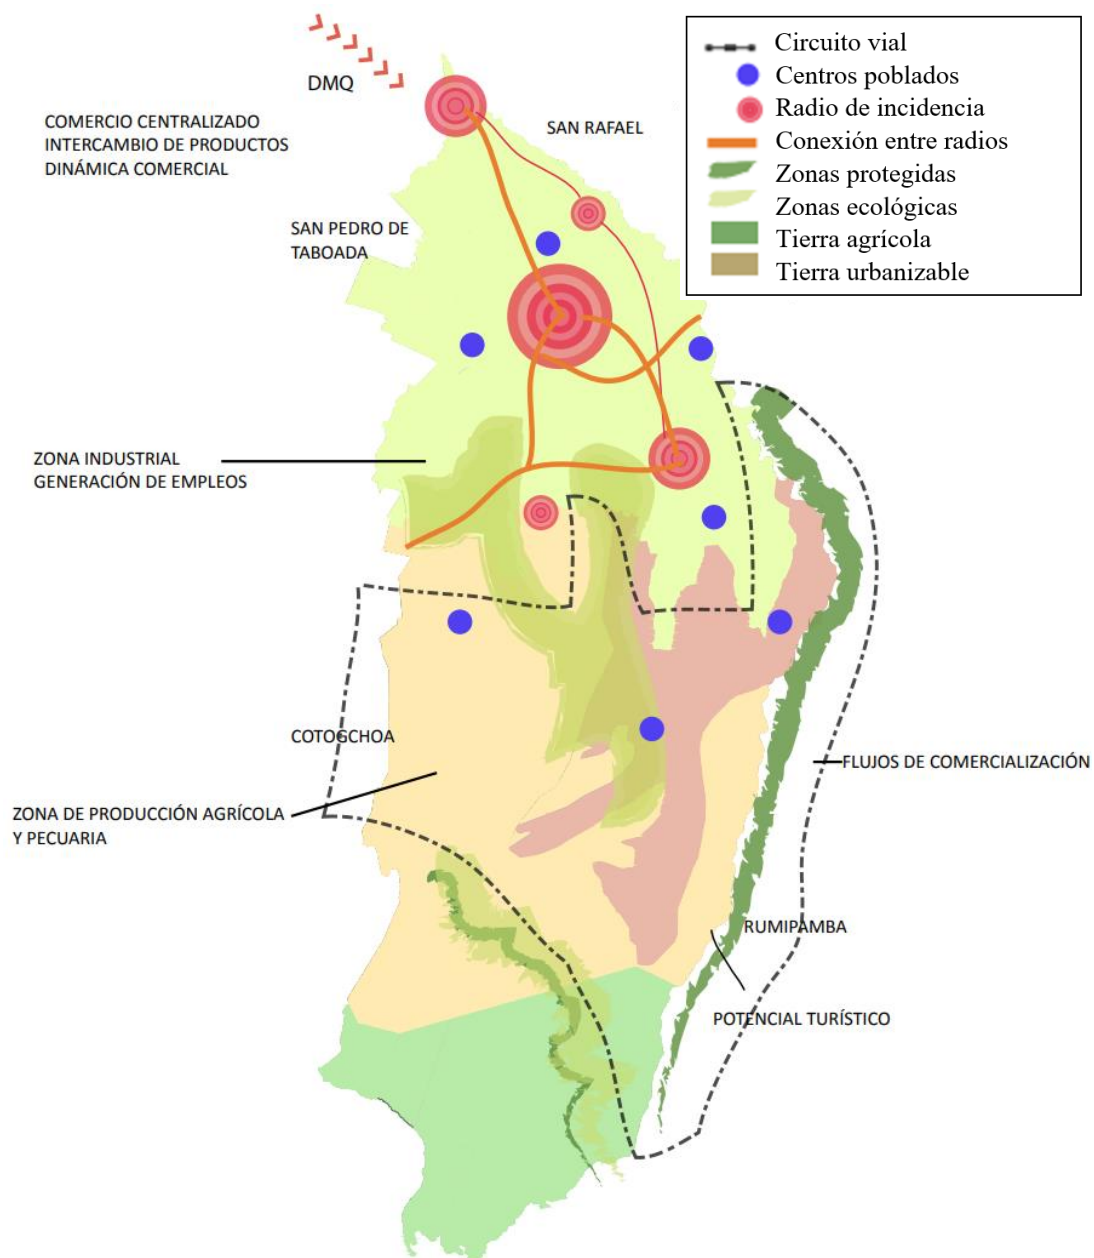 Circuito vial
Centros poblados
Radio de incidencia
Conexión entre radios
Zonas protegidas
Zonas ecológicas
Tierra agrícola
Tierra urbanizable
DMQ
COMERCIO CENTRALIZADO
INTERCAMBIO DE PRODUCTOS
DINÁMICA COMERCIAL
SAN RAFAEL
SAN PEDRO DE
TABOADA
ZONA INDUSTRIAL
GENERACIÓN DE EMPLEOS
COTOGCHOA
FLUJOS DE COMERCIALIZACIÓN
ZONA DE PRODUCCIÓN AGRÍCOLA
Y PECUARIA
RUMIPAMBA
POTENCIAL TURÍSTICO